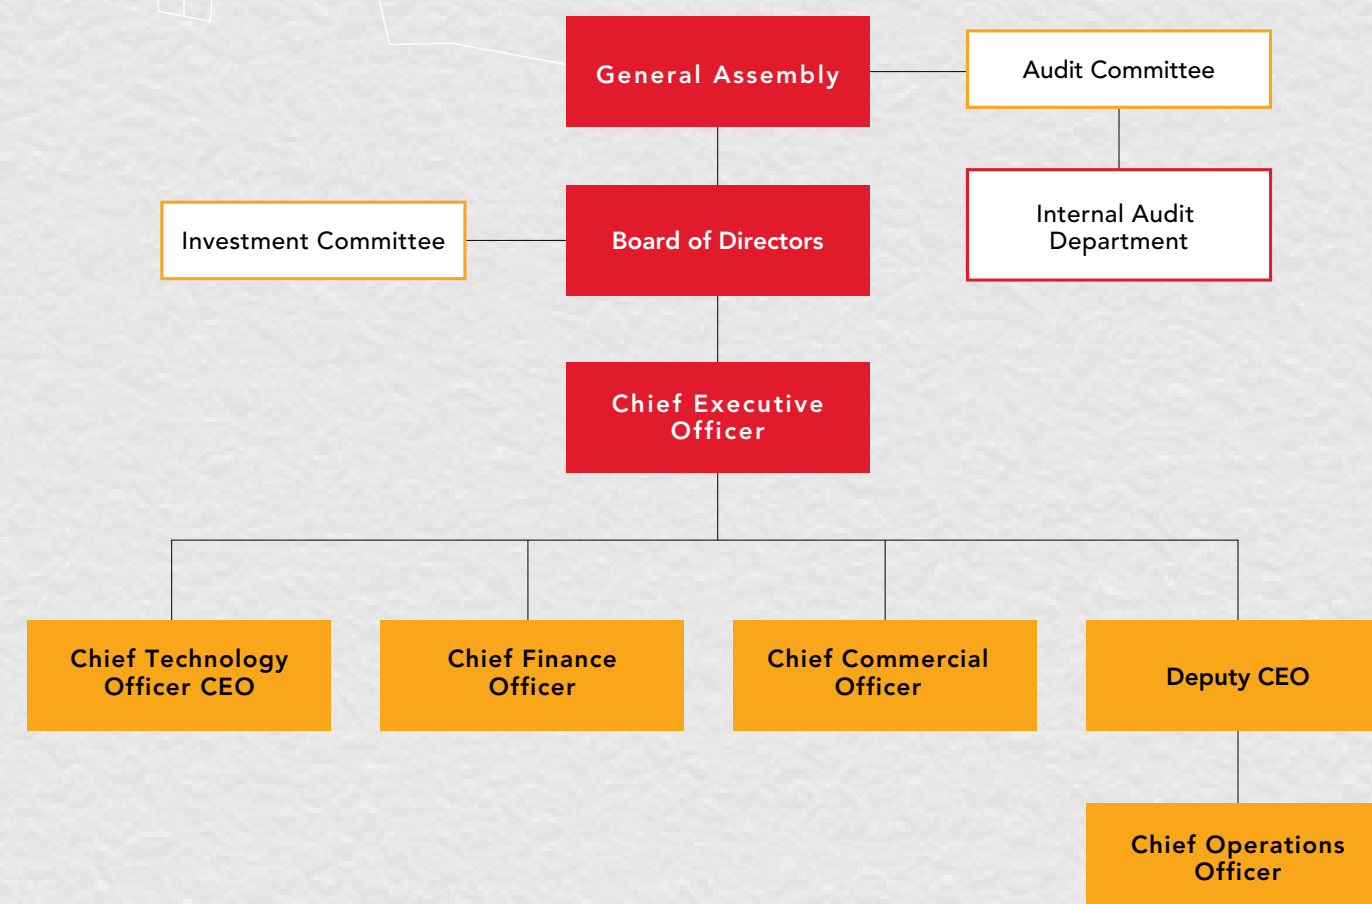 General Assembly
Audit Committee
Internal Audit
Department
Investment Committee
Board of Directors
Chief Executive
Officer
Chief Technology
Officer CEO
Chief Finance
Officer
Chief Commercial
Officer
Deputy CEO
Chief Operations
Officer